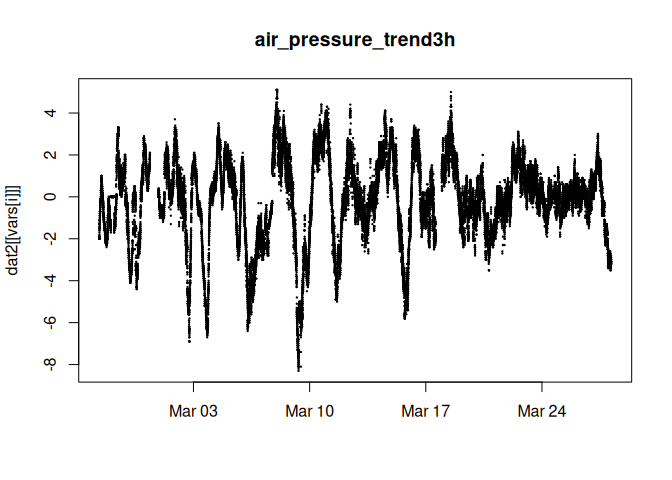 air_pressure_trend3h
dat2[[vars[i]]]
4
2
0
-2
-4
-6
-8
Mar 03
Mar 10
Mar 17
Mar 24